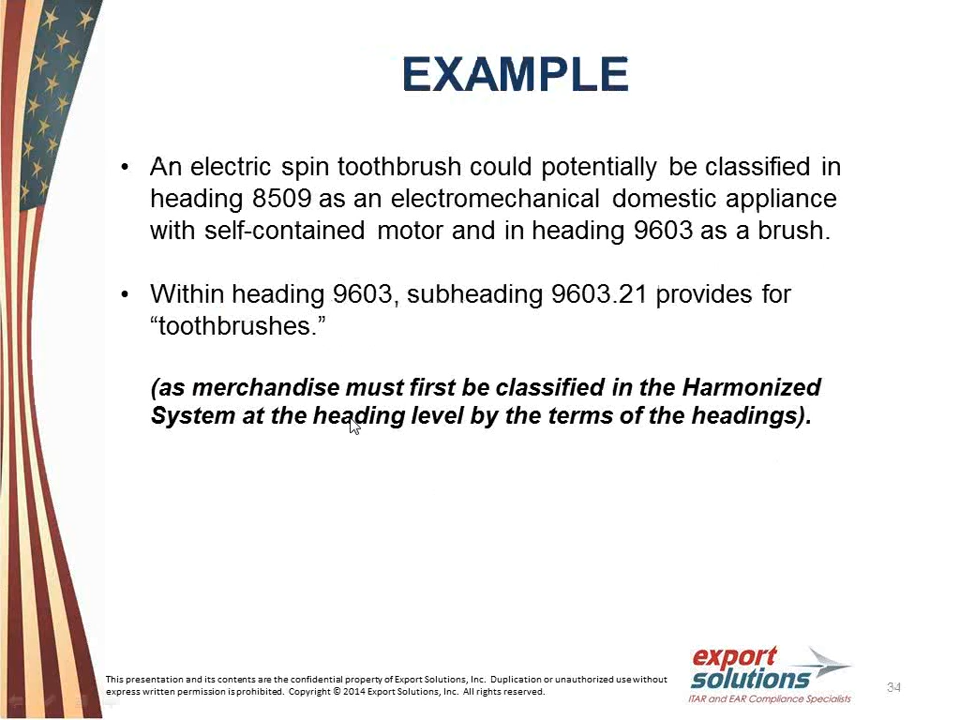 EXAMPLE
• An electric spin toothbrush could potentially be classified in
heading 8509 as an electromechanical domestic appliance
with self-contained motor and in heading 9603 as a brush.
• Within heading 9603, subheading 9603.21 provides for
“toothbrushes.”
(as merchandise must first be classified in the Harmonized
System at the heading level by the terms of the headings).
This presentation and its contents are the confidential property of Export Solutions, Inc. Duplication or unauthorized use without
express written permission is prohibited. Copyright © 2014 Export Solutions, Inc. All rights reserved.
export
solutions
ITAR and EAR Compliance Specialists
34